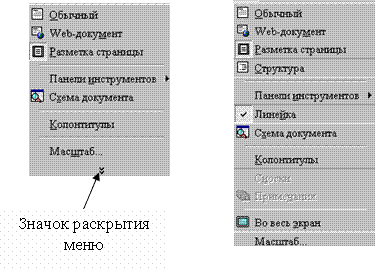 Обычный
Web-документ
Разметка страницы
Панели инструментов
Схема документа
Колонтитулы
Масштаб...
Значок раскрытия
меню
Обычный
Web-документ
Разметка страницы
Структура
Панели инструментов
Линейка
Схема документа
Колонтитулы
Сноски
Примечания
Во весь экран
Масштаб...